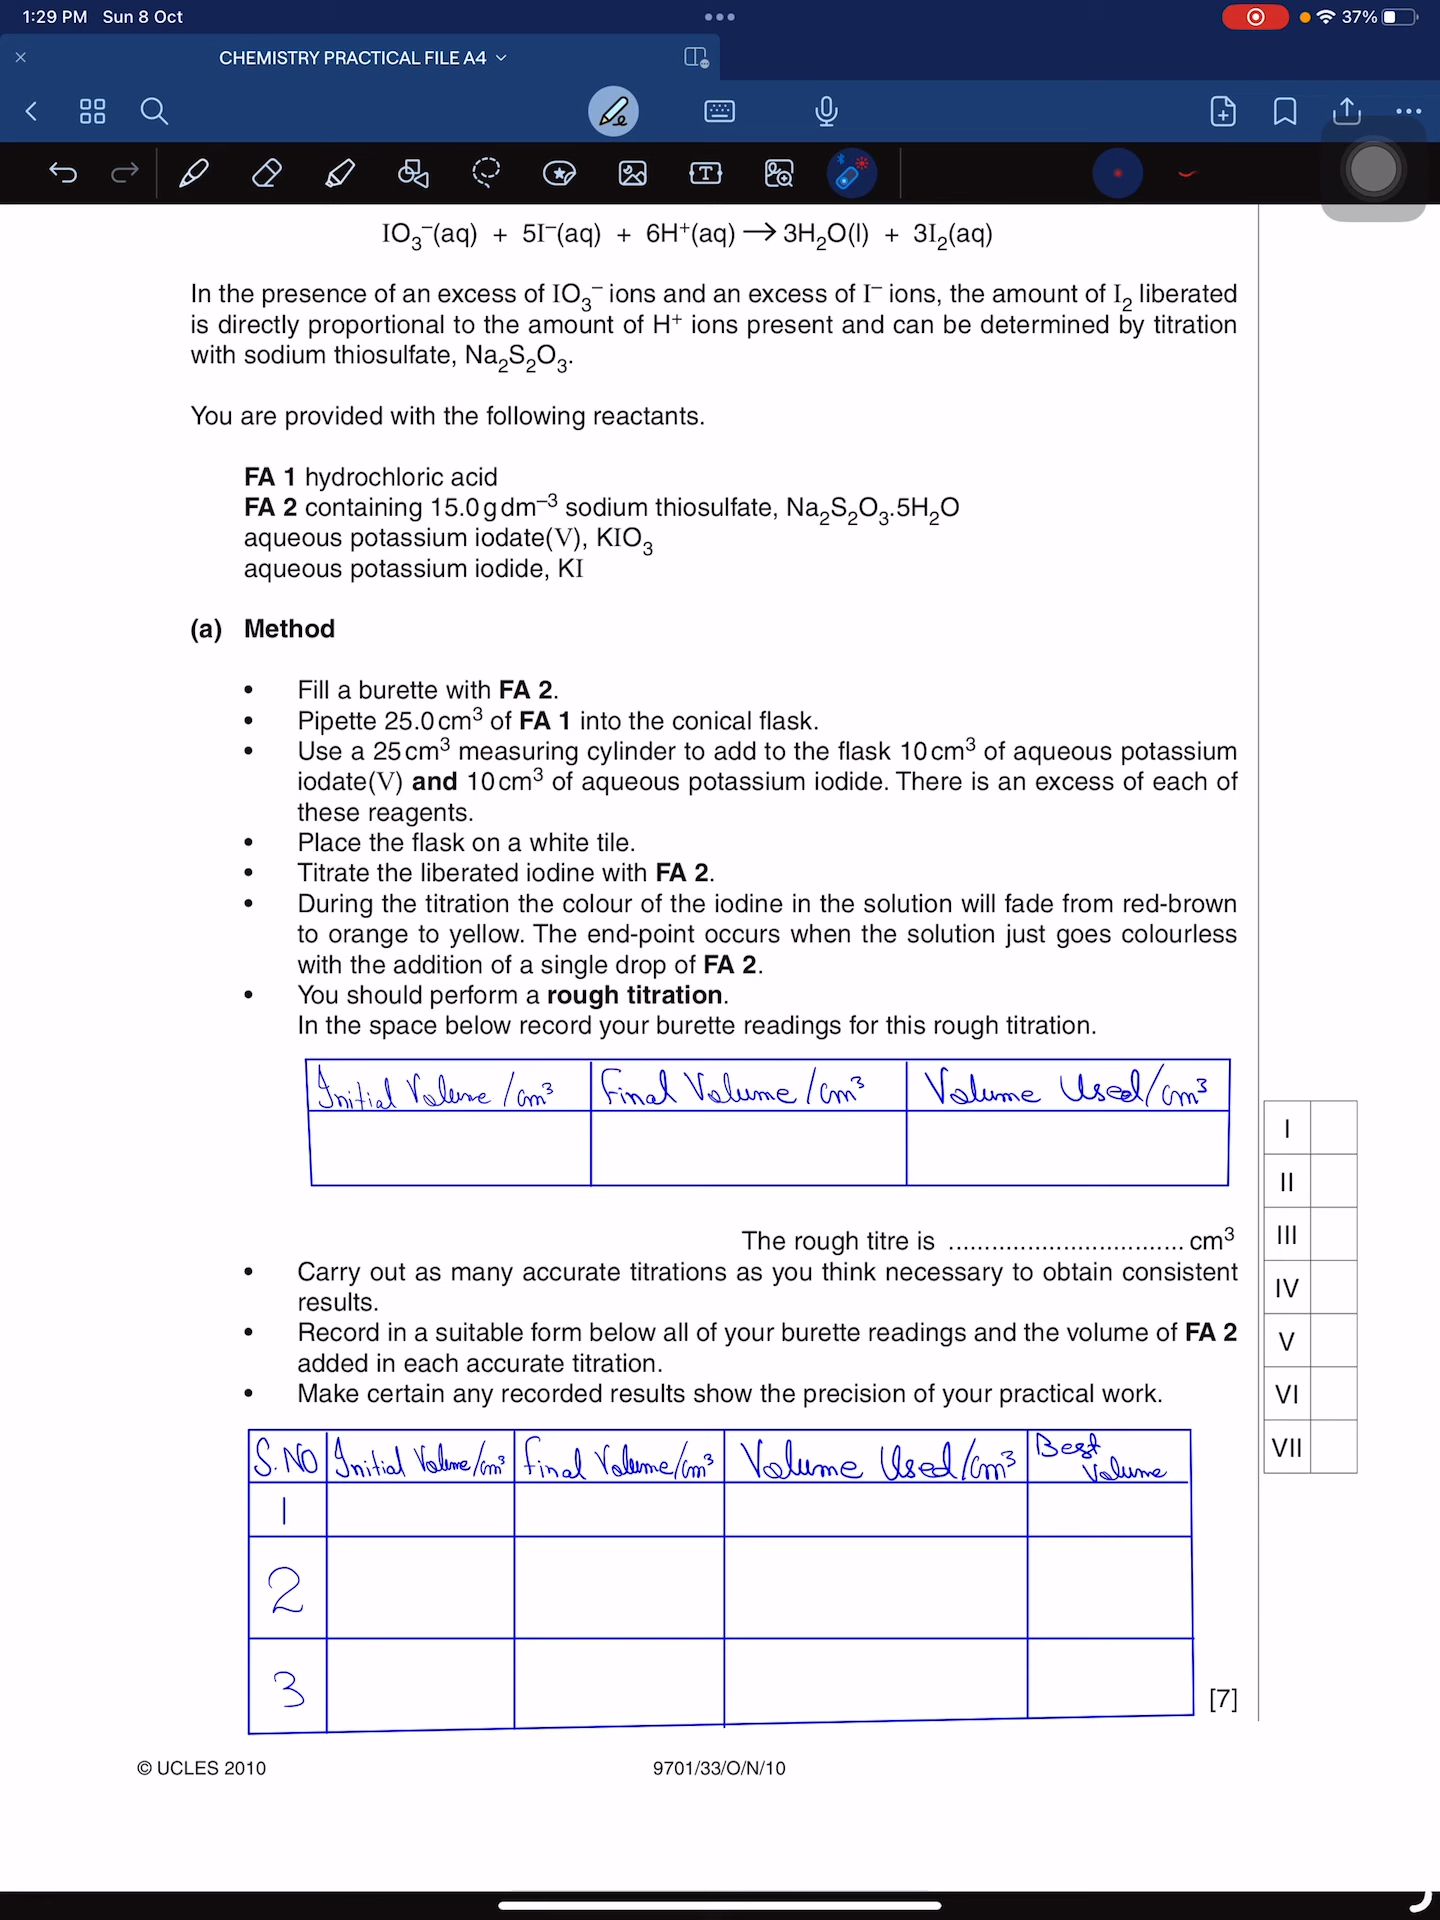 1:29 PM Sun 8 Oct
37%
CHEMISTRY PRACTICAL FILE A4
IO₃⁻(aq) + 5I⁻(aq) + 6H⁺(aq) → 3H₂O(l) + 3I₂(aq)
In the presence of an excess of IO₃⁻ ions and an excess of I⁻ ions, the amount of I₂ liberated
is directly proportional to the amount of H⁺ ions present and can be determined by titration
with sodium thiosulfate, Na₂S₂O₃.
You are provided with the following reactants.
FA 1 hydrochloric acid
FA 2 containing 15.0 g dm⁻³ sodium thiosulfate, Na₂S₂O₃.5H₂O
aqueous potassium iodate(V), KIO₃
aqueous potassium iodide, KI
(a) Method
• Fill a burette with FA 2.
• Pipette 25.0 cm³ of FA 1 into the conical flask.
• Use a 25 cm³ measuring cylinder to add to the flask 10 cm³ of aqueous potassium
iodate(V) and 10 cm³ of aqueous potassium iodide. There is an excess of each of
these reagents.
• Place the flask on a white tile.
• Titrate the liberated iodine with FA 2.
• During the titration the colour of the iodine in the solution will fade from red-brown
to orange to yellow. The end-point occurs when the solution just goes colourless
with the addition of a single drop of FA 2.
• You should perform a rough titration.
In the space below record your burette readings for this rough titration.
Initial Volume /cm³ Final Volume /cm³ Volume Used/cm³
The rough titre is ................................ cm³
• Carry out as many accurate titrations as you think necessary to obtain consistent
results.
• Record in a suitable form below all of your burette readings and the volume of FA 2
added in each accurate titration.
• Make certain any recorded results show the precision of your practical work.
I
II
III
IV
V
VI
VII
S.NO Initial Volume/cm³ Final Volume/cm³ Volume Used/cm³ Best Volume
1
2
3
[7]
© UCLES 2010 9701/33/O/N/10